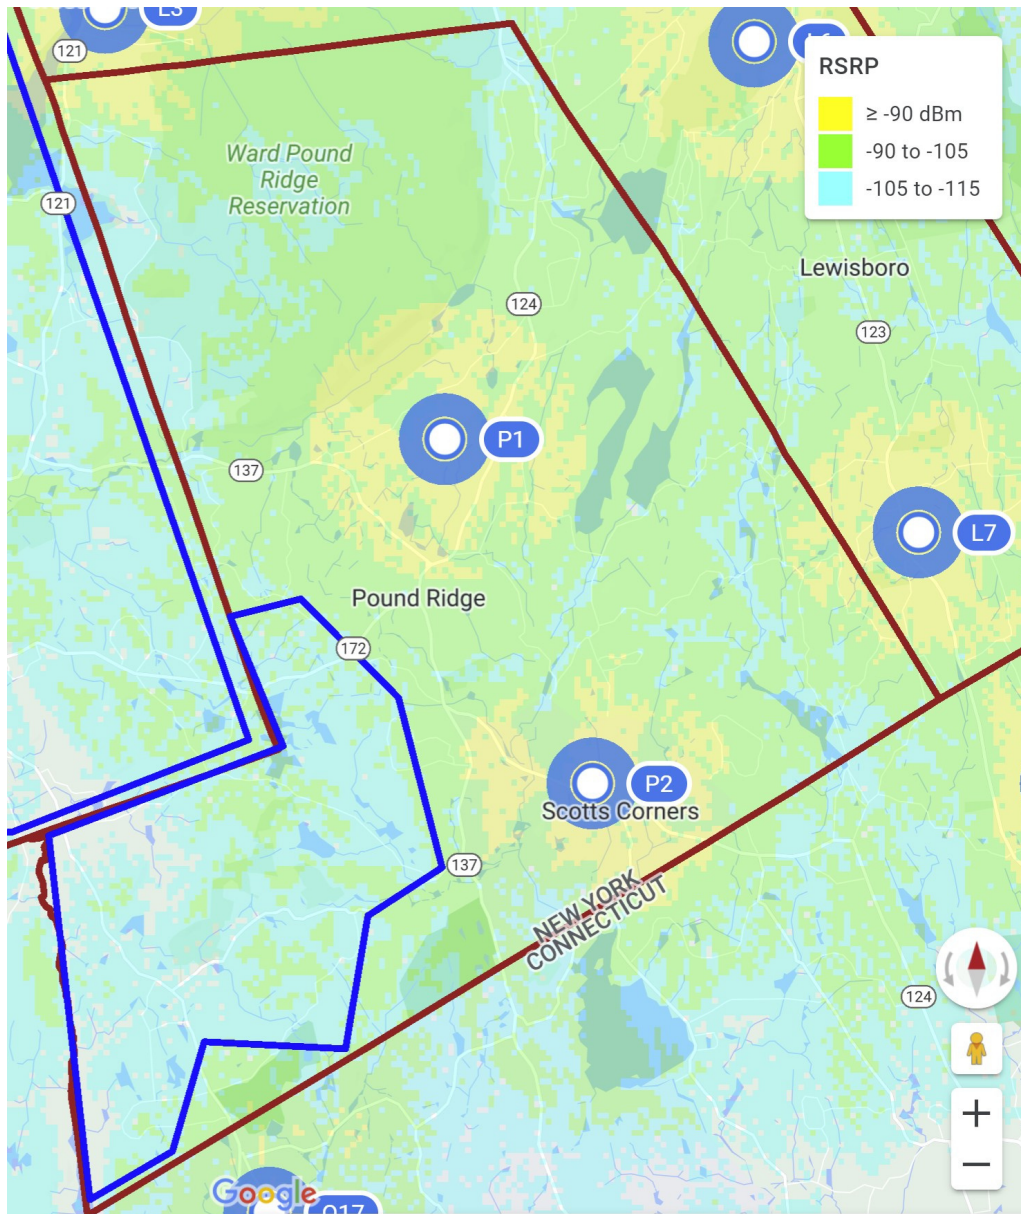 L3
121
RSRP
≥ -90 dBm
-90 to -105
-105 to -115
Ward Pound
Ridge
Reservation
121
Lewisboro
124
123
P1
137
L7
Pound Ridge
172
P2
Scotts Corners
137
NEW YORK
CONNECTICUT
124
+
−
Google